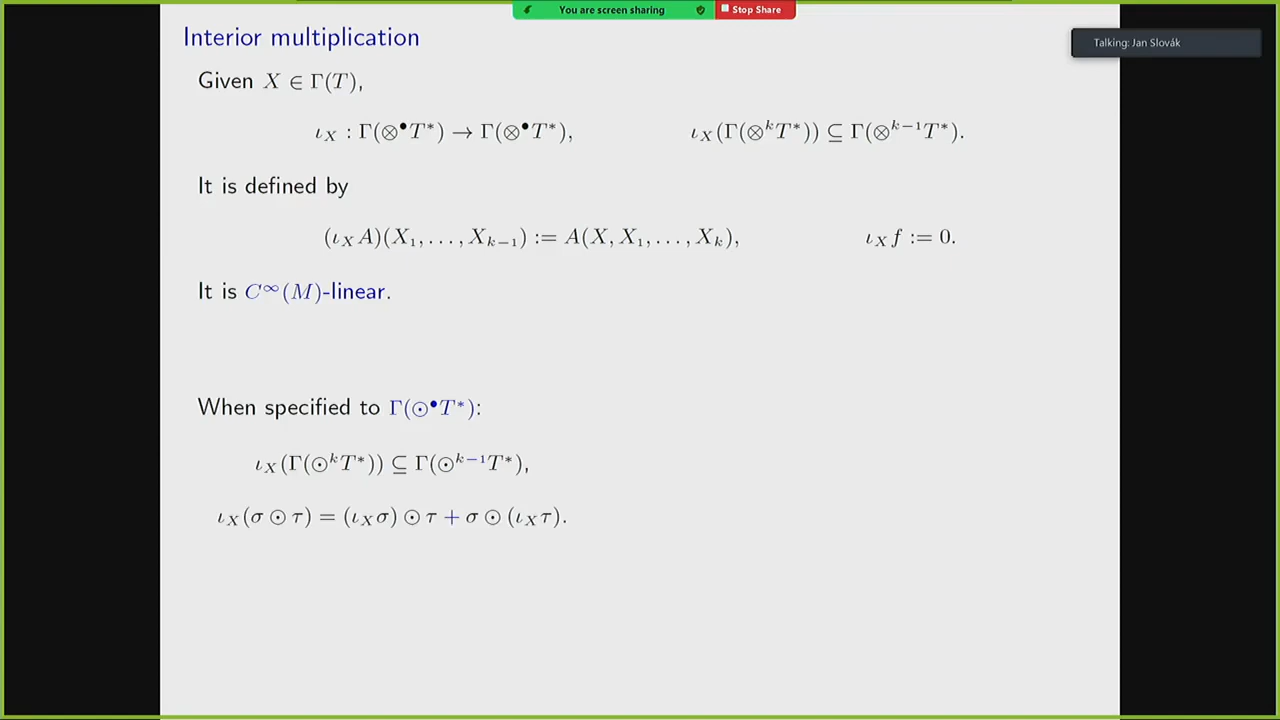 You are screen sharing
Stop Share
Talking: Jan Slovák
Interior multiplication
Given X ∈ Γ(T),
ι_X : Γ(⊗^•T*) → Γ(⊗^•T*), ι_X(Γ(⊗^kT*)) ⊆ Γ(⊗^{k−1}T*).
It is defined by
(ι_X A)(X_1, . . . , X_{k−1}) := A(X, X_1, . . . , X_k), ι_X f := 0.
It is C^∞(M)-linear.
When specified to Γ(⊙^•T*):
ι_X(Γ(⊙^kT*)) ⊆ Γ(⊙^{k−1}T*),
ι_X(σ ⊙ τ) = (ι_Xσ) ⊙ τ + σ ⊙ (ι_Xτ).